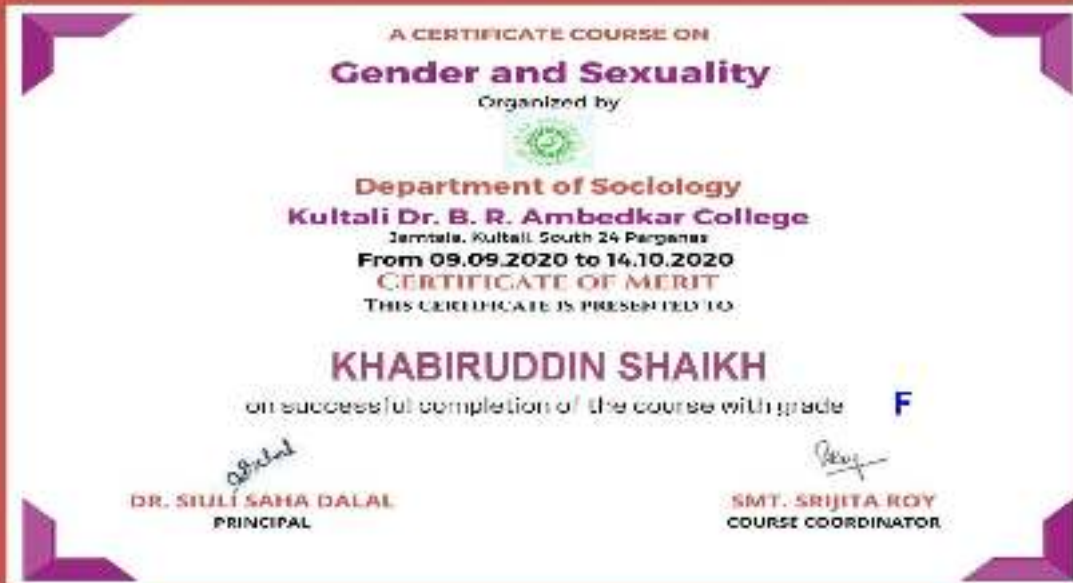 A CERTIFICATE COURSE ON
Gender and Sexuality
Organized by
Department of Sociology
Kultali Dr. B. R. Ambedkar College
Jamtala, Kultali, South 24 Parganas
From 09.09.2020 to 14.10.2020
CERTIFICATE OF MERIT
THIS CERTIFICATE IS PRESENTED TO
KHABIRUDDIN SHAIKH
on successful completion of the course with grade F
DR. SIULI SAHA DALAL
PRINCIPAL
SMT. SRIJITA ROY
COURSE COORDINATOR